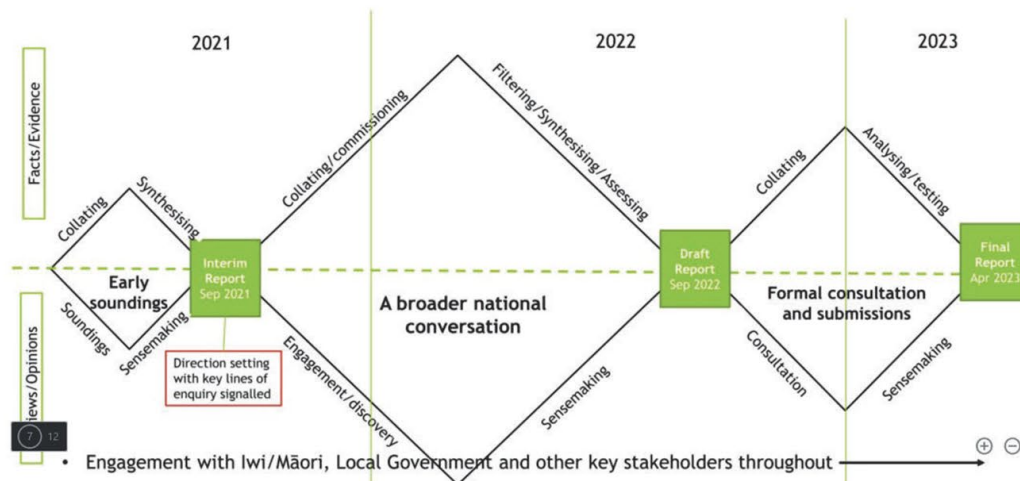 2021
2022
2023
Facts/Evidence
Collating
Synthesising
Collating/commissioning
Filtering/Synthesising/Assessing
Collating
Analysing/testing
Interim
Report
Sep 2021
Draft
Report
Sep 2022
Final
Report
Apr 2023
Early
soundings
A broader national
conversation
Formal consultation
and submissions
Soundings
Sensemaking
Engagement/discovery
Sensemaking
Consultation
Sensemaking
Direction setting
with key lines of
enquiry signalled
iews/Opinions
7 12
• Engagement with Iwi/Māori, Local Government and other key stakeholders throughout